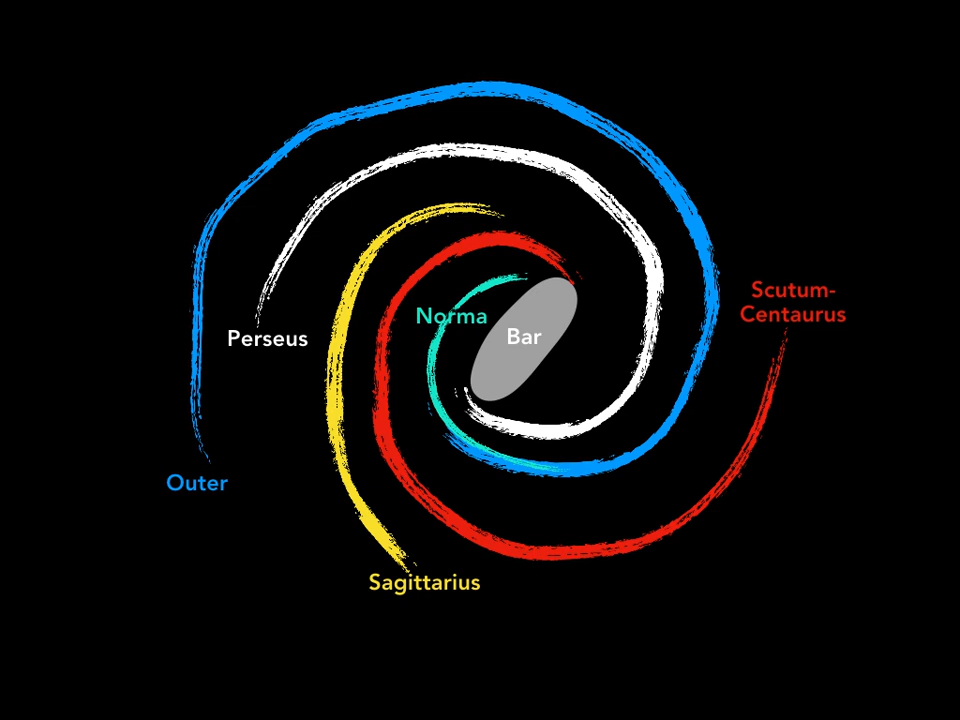 Scutum-
Centaurus
Norma
Bar
Perseus
Outer
Sagittarius